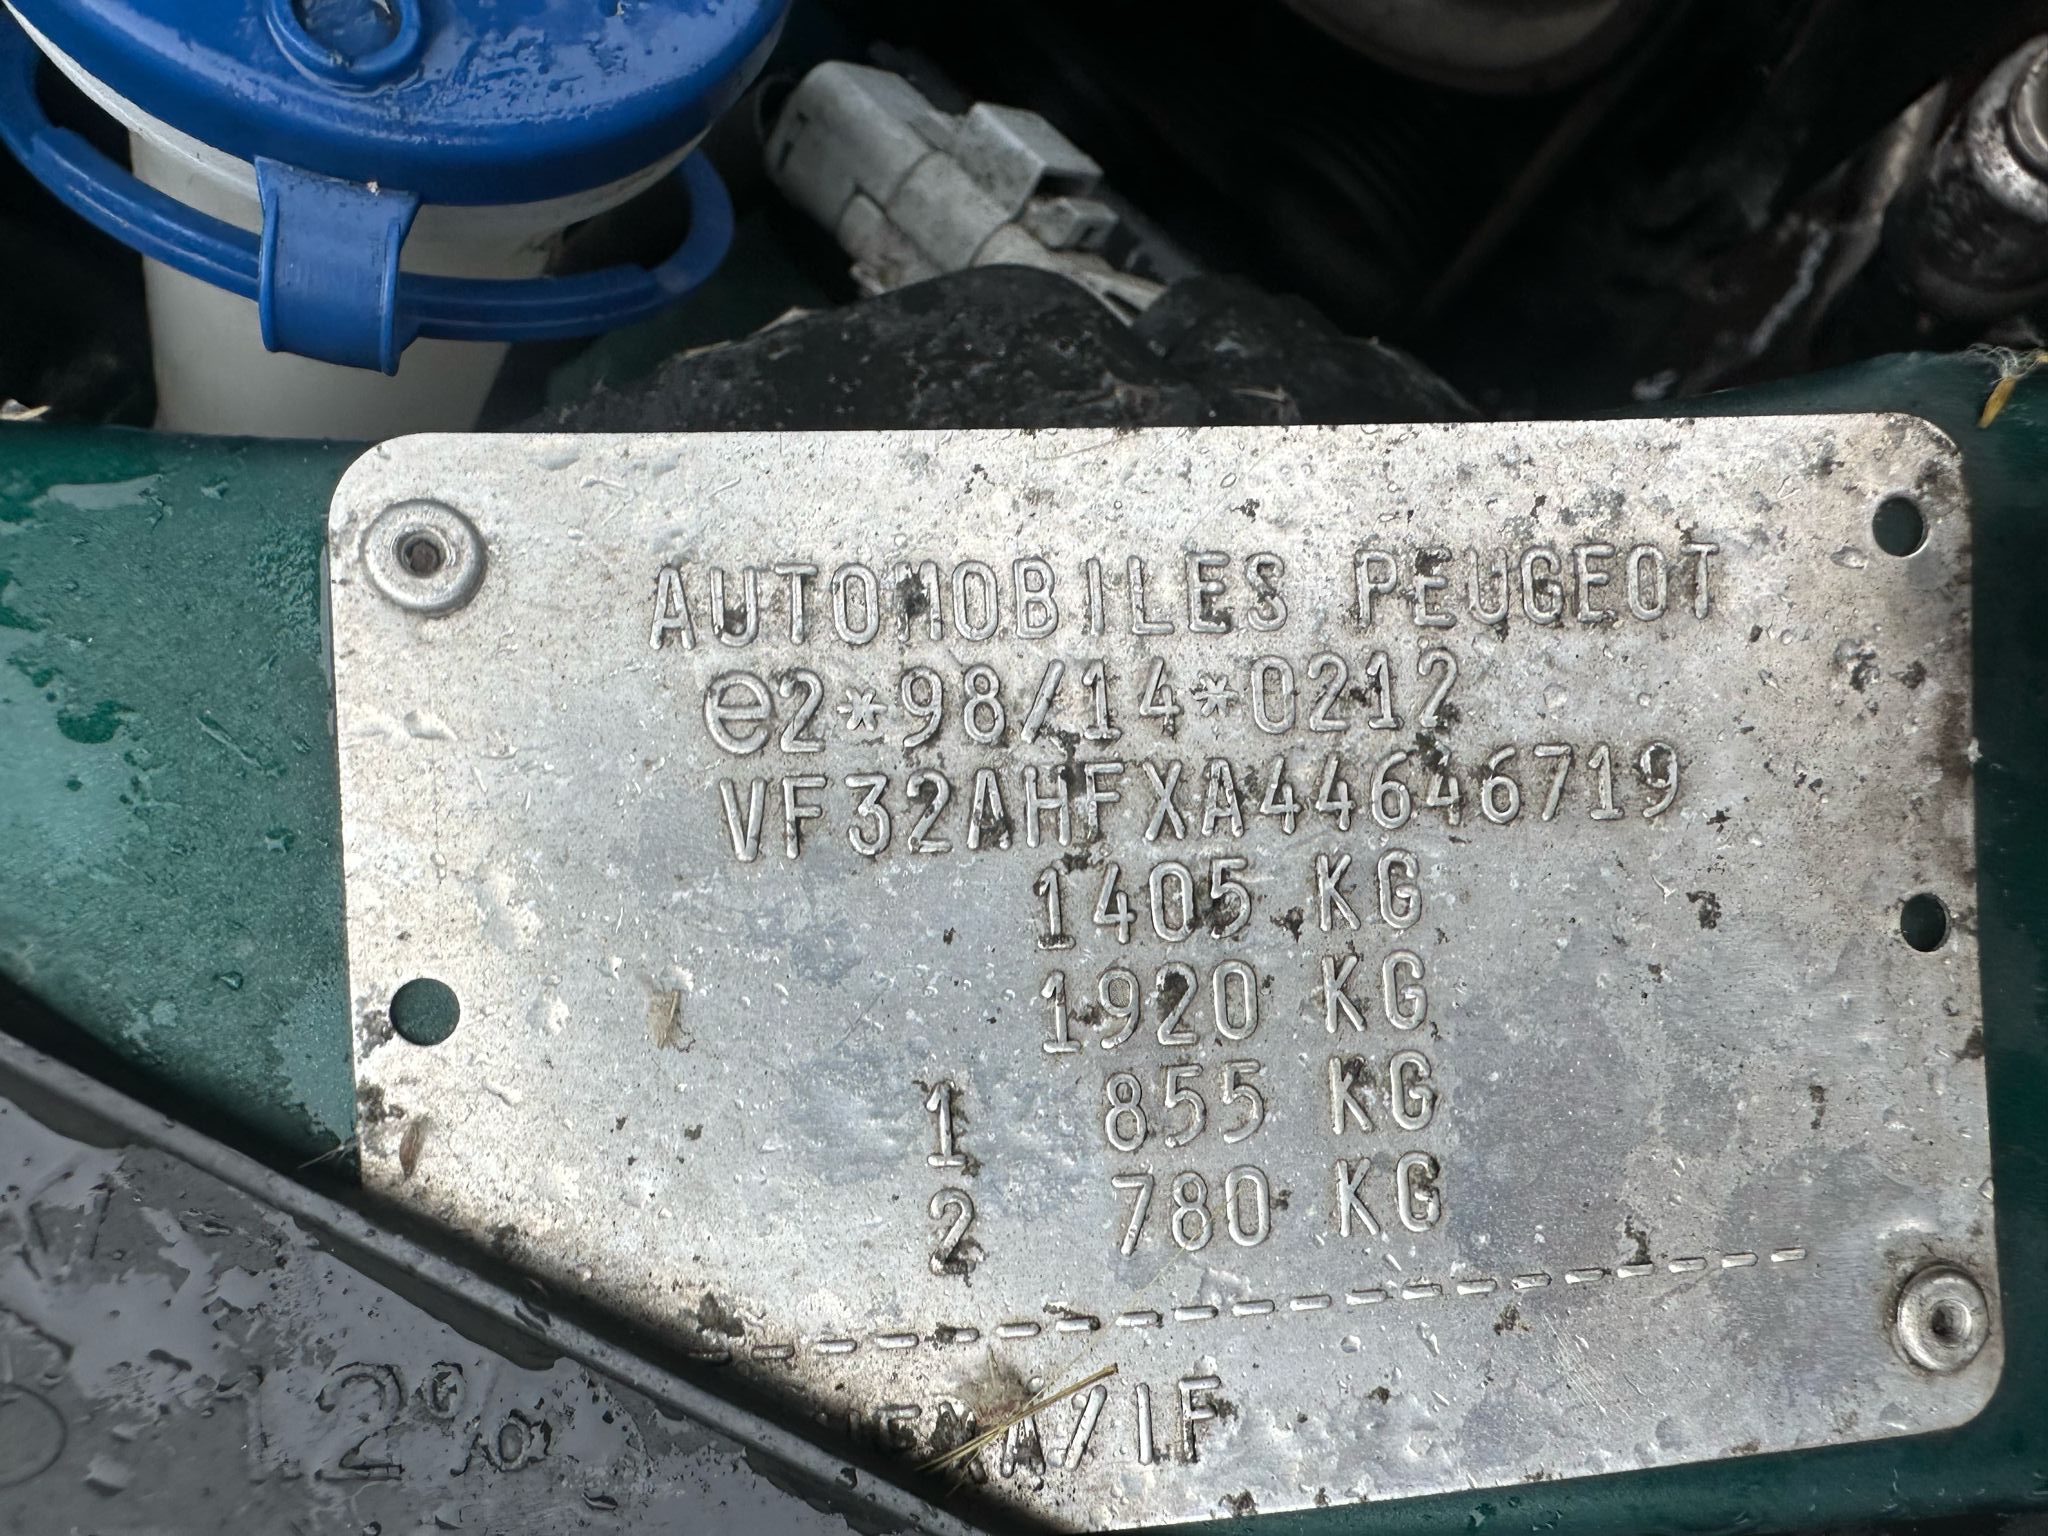 AUTOMOBILES PEUGEOT
e2*98/14*0212
VF32AHFXA44646719
1405 KG
1920 KG
1 855 KG
2 780 KG
--------------------